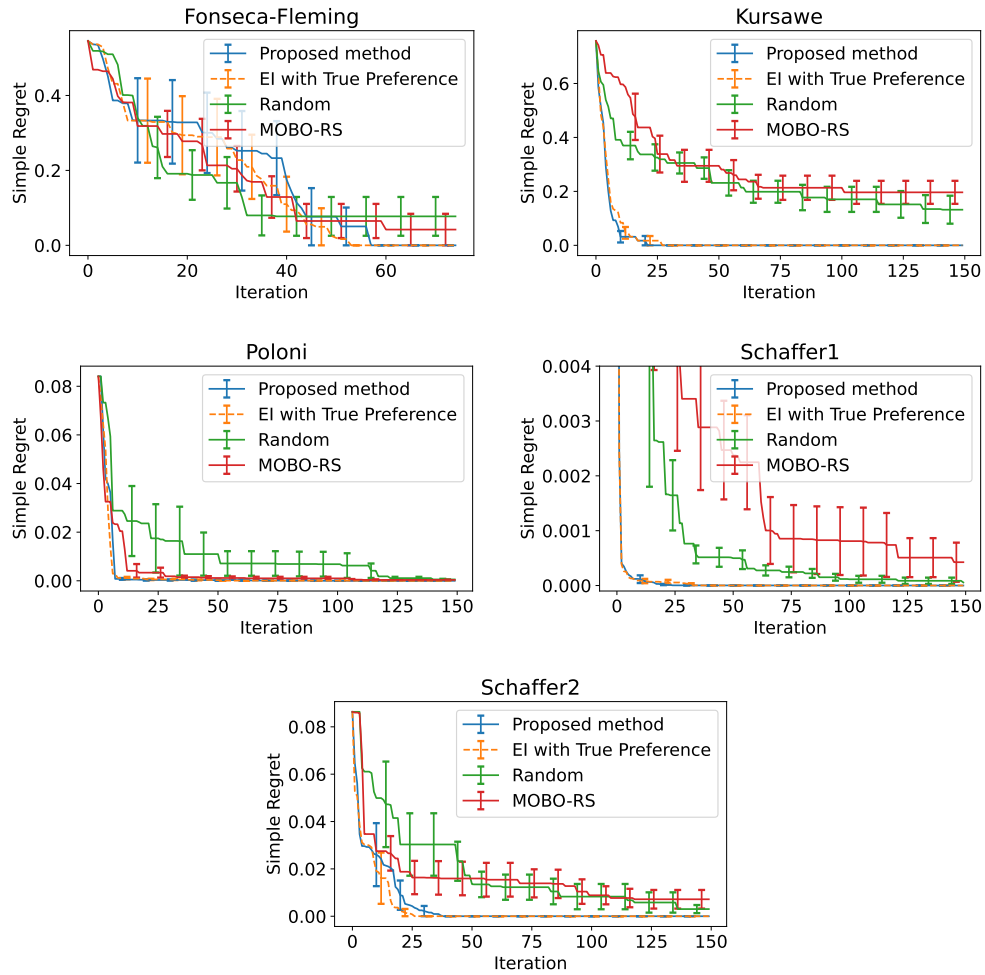 Fonseca-Fleming
Simple Regret
0.4
0.2
0.0
Proposed method
EI with True Preference
Random
MOBO-RS
0 20 40 60
Iteration
Kursawe
Simple Regret
0.6
0.4
0.2
0.0
Proposed method
EI with True Preference
Random
MOBO-RS
0 25 50 75 100 125 150
Iteration
Poloni
Simple Regret
0.08
0.06
0.04
0.02
0.00
Proposed method
EI with True Preference
Random
MOBO-RS
0 25 50 75 100 125 150
Iteration
Schaffer1
Simple Regret
0.004
0.003
0.002
0.001
0.000
Proposed method
EI with True Preference
Random
MOBO-RS
0 25 50 75 100 125 150
Iteration
Schaffer2
Simple Regret
0.08
0.06
0.04
0.02
0.00
Proposed method
EI with True Preference
Random
MOBO-RS
0 25 50 75 100 125 150
Iteration